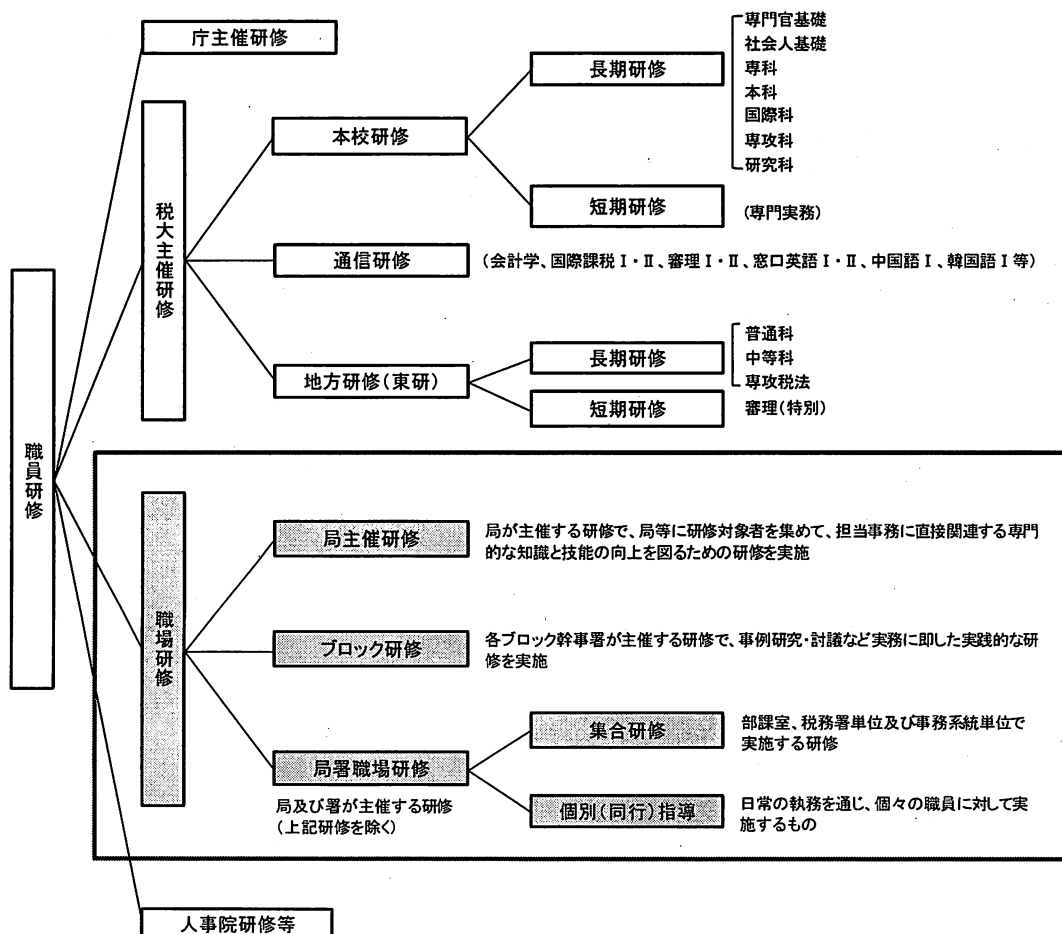 職員研修
庁主催研修
税大主催研修
本校研修
長期研修
専門官基礎
社会人基礎
専科
本科
国際科
専攻科
研究科
短期研修
(専門実務)
通信研修
(会計学、国際課税Ⅰ・Ⅱ、審理Ⅰ・Ⅱ、窓口英語Ⅰ・Ⅱ、中国語Ⅰ、韓国語Ⅰ等)
地方研修(東研)
長期研修
普通科
中等科
専攻税法
短期研修
審理(特別)
職場研修
局主催研修
局が主催する研修で、局等に研修対象者を集めて、担当事務に直接関連する専門
的な知識と技能の向上を図るための研修を実施
ブロック研修
各ブロック幹事署が主催する研修で、事例研究・討議など実務に即した実践的な研
修を実施
局署職場研修
局及び署が主催する研修
(上記研修を除く)
集合研修
部課室、税務署単位及び事務系統単位で
実施する研修
個別(同行)指導
日常の執務を通じ、個々の職員に対して実
施するもの
人事院研修等